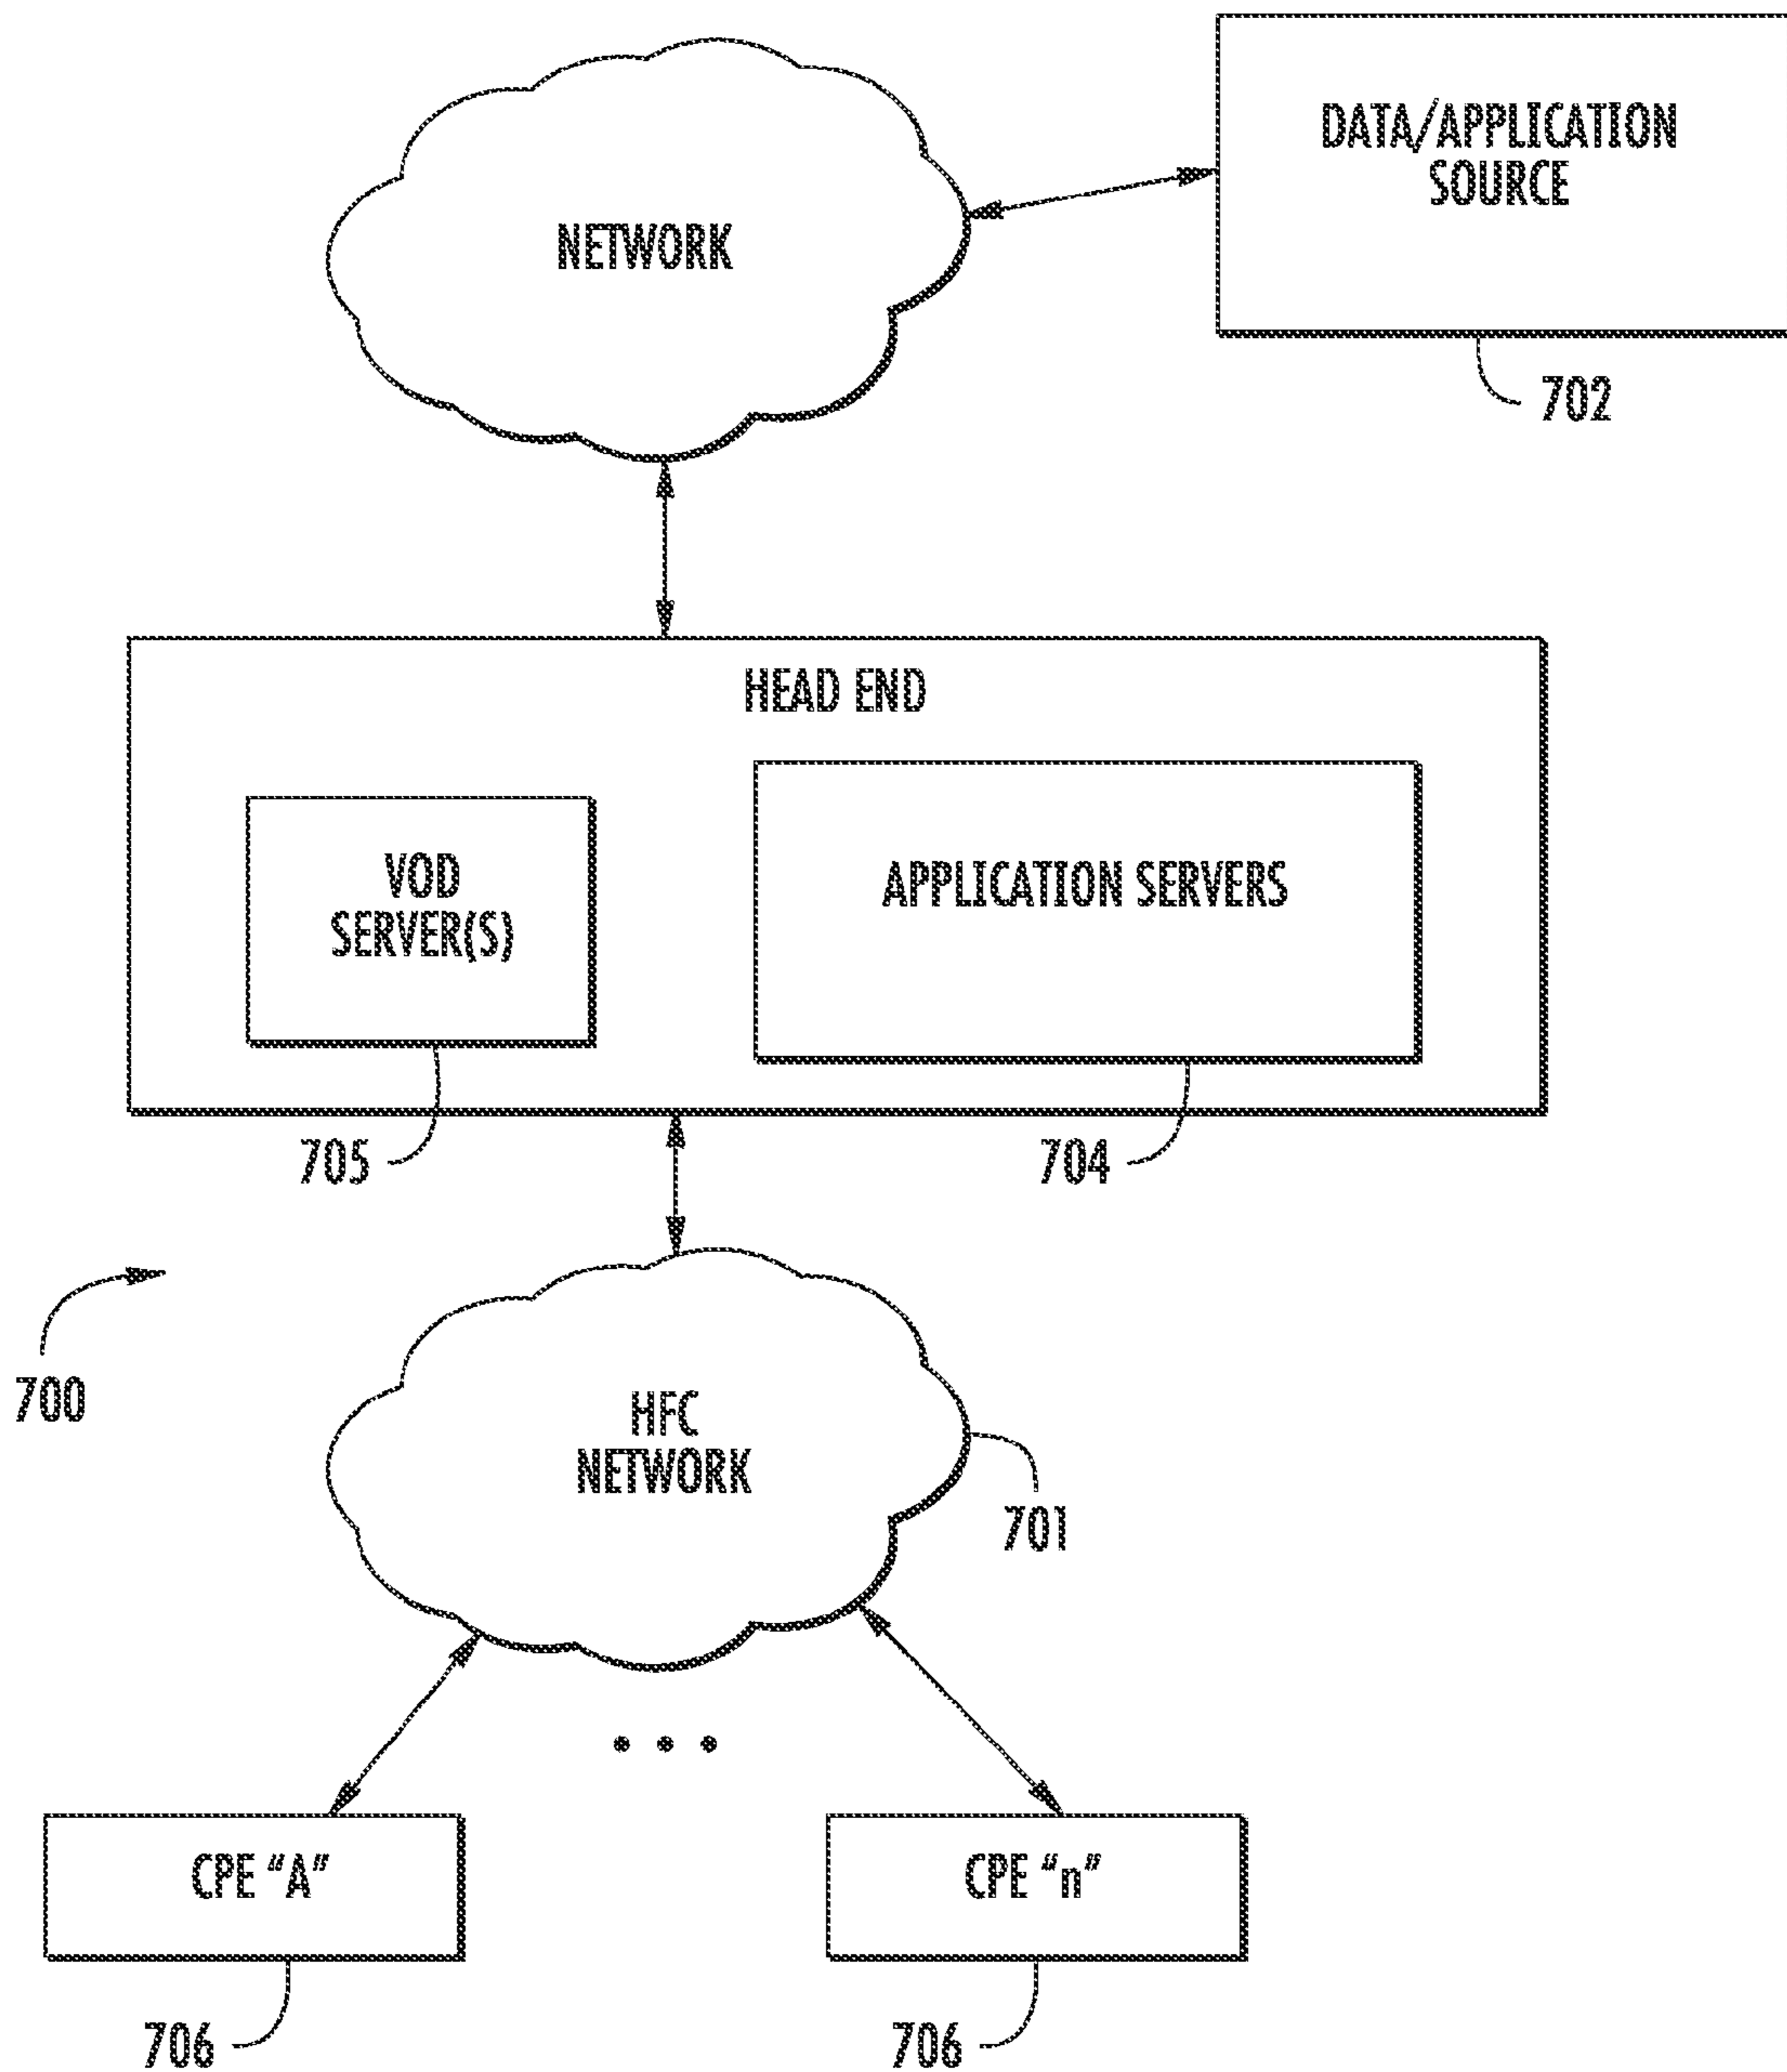 DATA/APPLICATION
SOURCE
NETWORK
702
HEAD END
VOD
SERVER(S)
APPLICATION SERVERS
705
704
700
HFC
NETWORK
701
CPE "A"
CPE "n"
706
706